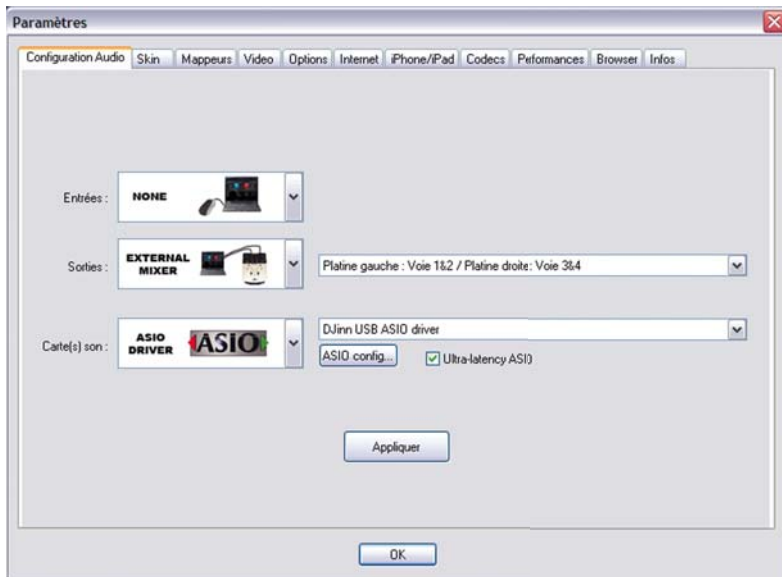 Paramètres
Configuration Audio Skin Mappeurs Video Options Internet iPhone/iPad Codecs Performances Browser Infos
Entrées : NONE
Sorties : EXTERNAL MIXER Platine gauche : Voie 1&2 / Platine droite: Voie 3&4
Carte(s) son : ASIO DRIVER ASIO DJinn USB ASIO driver
ASIO config... Ultra-latency ASIO
Appliquer
OK